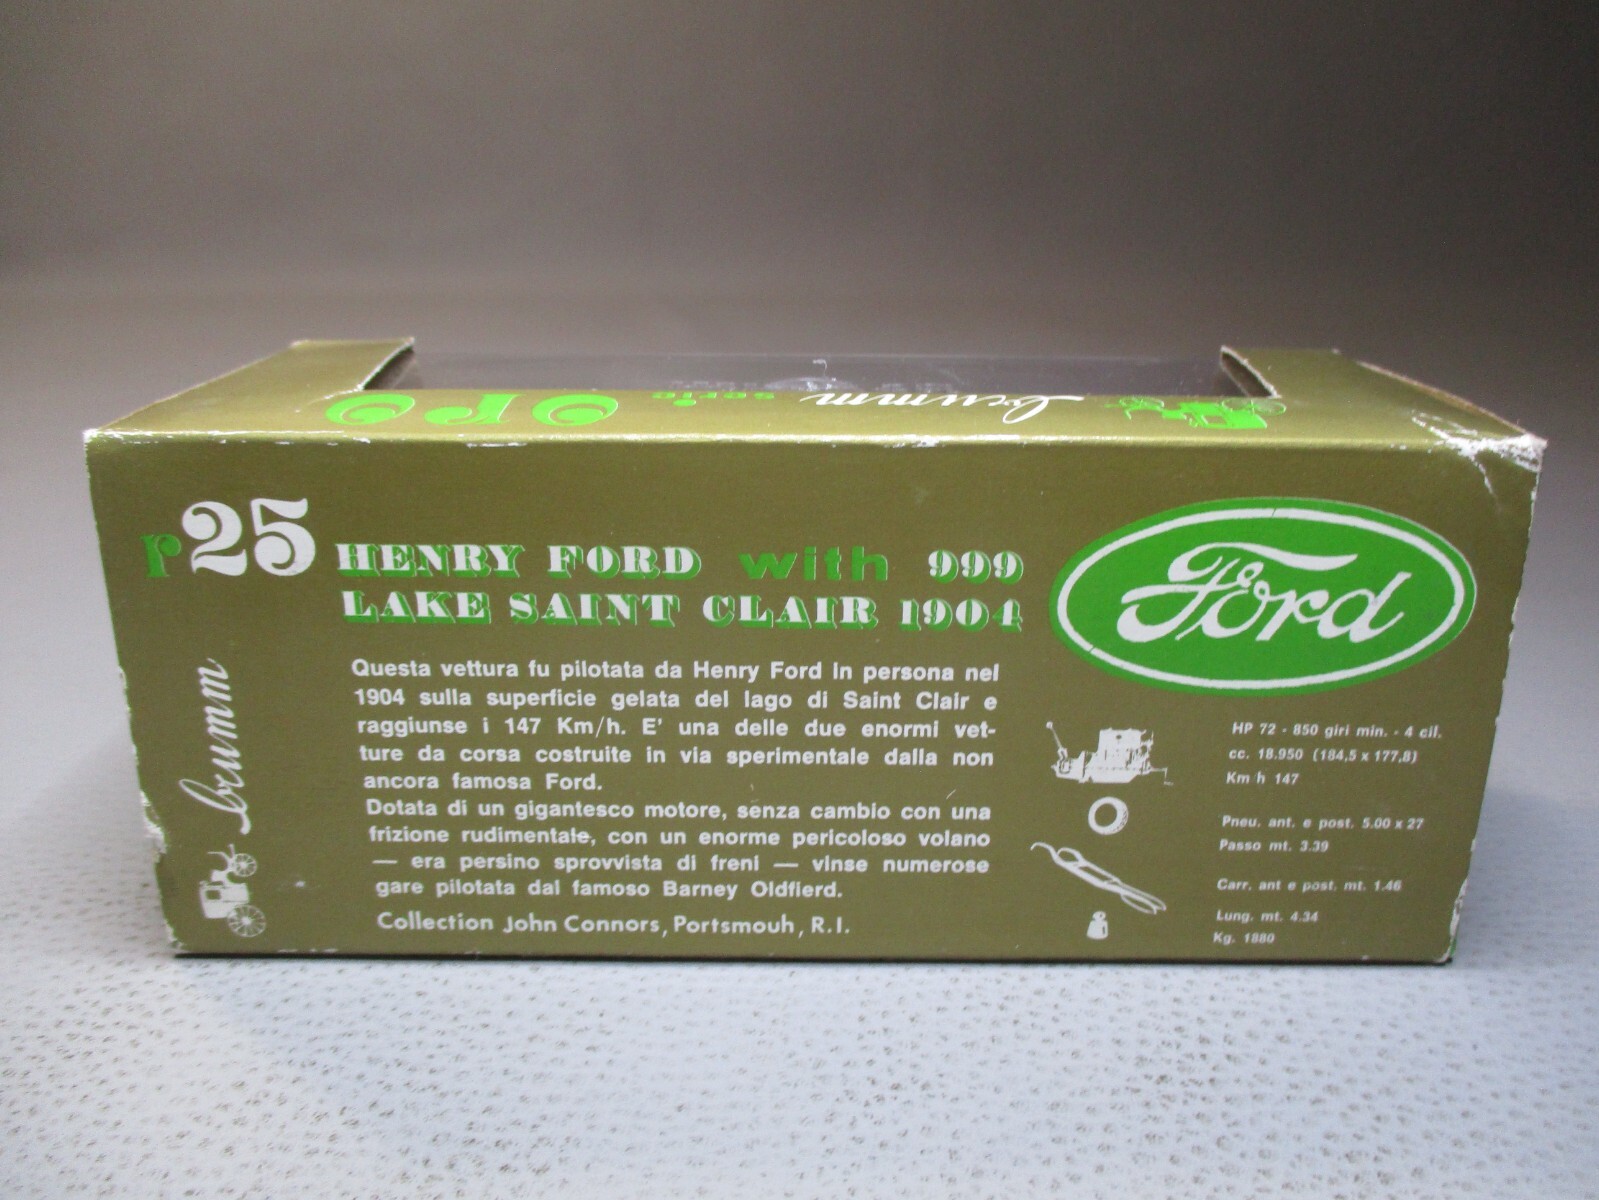 oro serie brumm
r25
HENRY FORD with 999
LAKE SAINT CLAIR 1904
Ford
Questa vettura fu pilotata da Henry Ford in persona nel
1904 sulla superficie gelata del lago di Saint Clair e
raggiunse i 147 Km/h. E' una delle due enormi vet-
ture da corsa costruite in via sperimentale dalla non
ancora famosa Ford.
Dotata di un gigantesco motore, senza cambio con una
frizione rudimentale, con un enorme pericoloso volano
— era persino sprovvista di freni — vinse numerose
gare pilotata dal famoso Barney Oldfierd.
Collection John Connors, Portsmouh, R.I.
brumm
HP 72 - 850 giri min. - 4 cil.
cc. 18.950 (184,5 x 177,8)
Km h 147
Pneu. ant. e post. 5.00 x 27
Passo mt. 3.39
Carr. ant e post. mt. 1.46
Lung. mt. 4.34
Kg. 1880